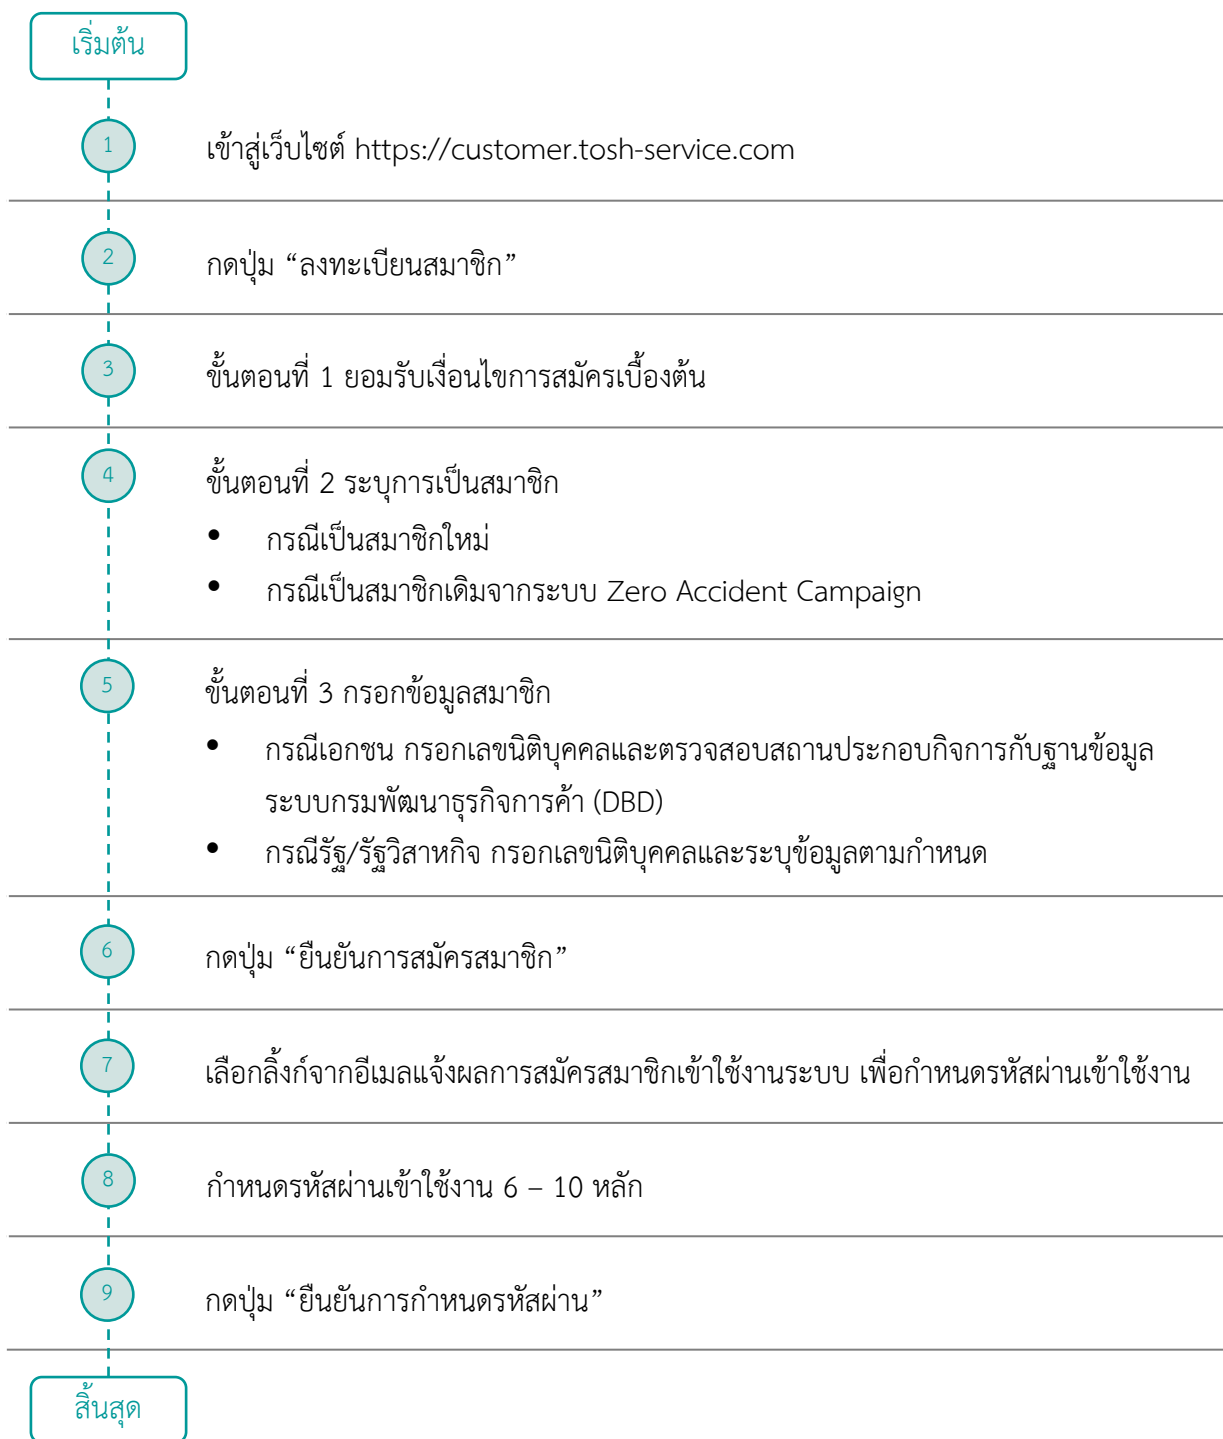 เริ่มต้น
1
เข้าสู่เว็บไซต์ https://customer.tosh-service.com
2
กดปุ่ม “ลงทะเบียนสมาชิก”
3
ขั้นตอนที่ 1 ยอมรับเงื่อนไขการสมัครเบื้องต้น
4
ขั้นตอนที่ 2 ระบุการเป็นสมาชิก
• กรณีเป็นสมาชิกใหม่
• กรณีเป็นสมาชิกเดิมจากระบบ Zero Accident Campaign
5
ขั้นตอนที่ 3 กรอกข้อมูลสมาชิก
• กรณีเอกชน กรอกเลขนิติบุคคลและตรวจสอบสถานประกอบกิจการกับฐานข้อมูล
ระบบกรมพัฒนาธุรกิจการค้า (DBD)
• กรณีรัฐ/รัฐวิสาหกิจ กรอกเลขนิติบุคคลและระบุข้อมูลตามกำหนด
6
กดปุ่ม “ยืนยันการสมัครสมาชิก”
7
เลือกลิ้งก์จากอีเมลแจ้งผลการสมัครสมาชิกเข้าใช้งานระบบ เพื่อกำหนดรหัสผ่านเข้าใช้งาน
8
กำหนดรหัสผ่านเข้าใช้งาน 6 – 10 หลัก
9
กดปุ่ม “ยืนยันการกำหนดรหัสผ่าน”
สิ้นสุด